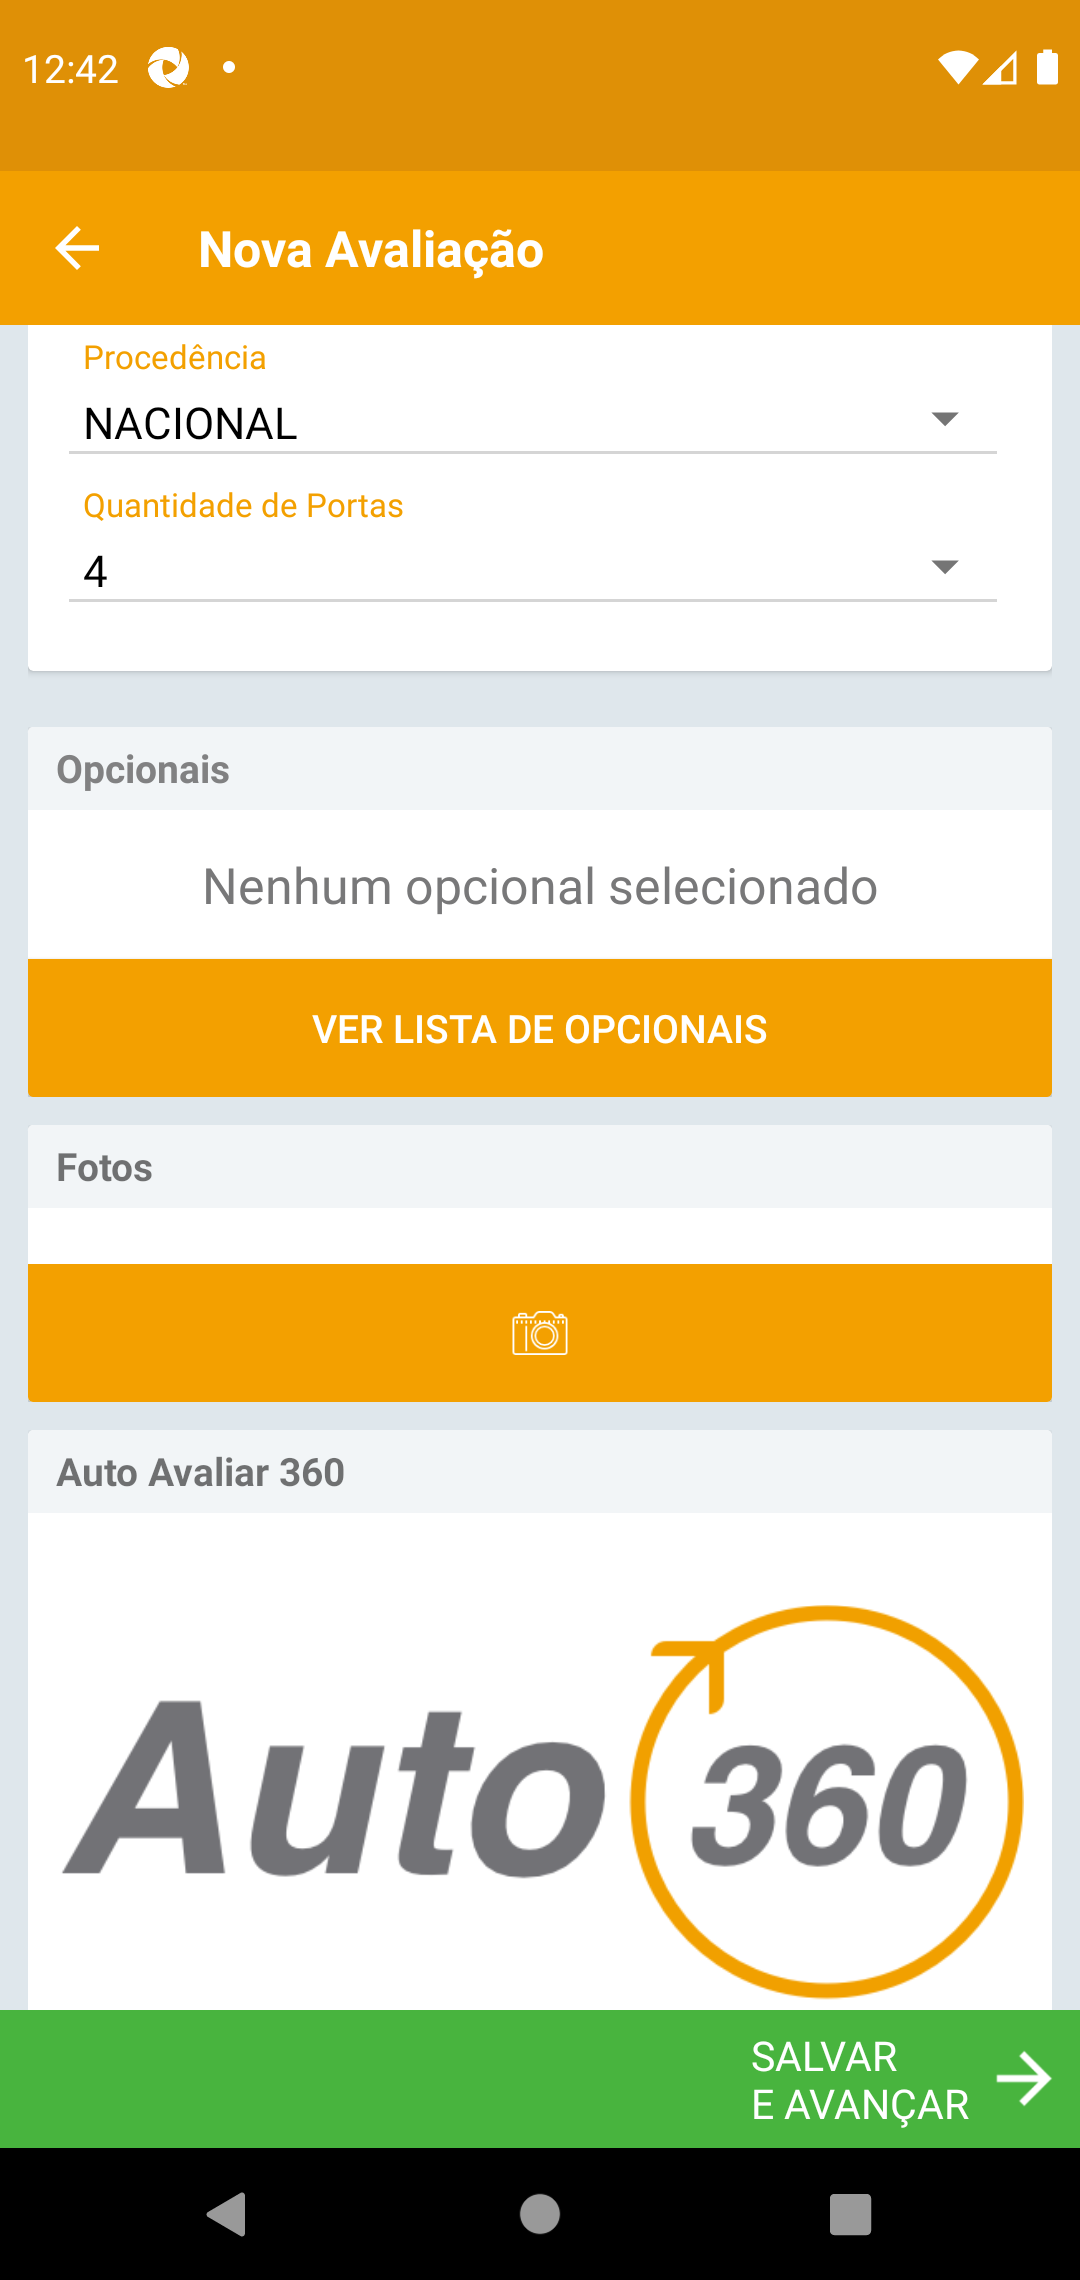 12:42
Nova Avaliação
Procedência
NACIONAL
Quantidade de Portas
4
Opcionais
Nenhum opcional selecionado
VER LISTA DE OPCIONAIS
Fotos
Auto Avaliar 360
Auto 360
SALVAR
E AVANÇAR